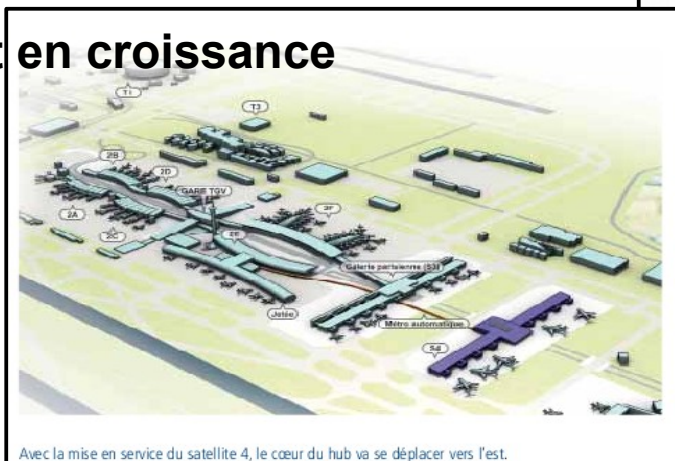 t en croissance
T1
T3
2B
2D
GARE TGV
2A
2C
2F
2E
Galerie parisienne (S3)
Jetée
Métro automatique
S4
Avec la mise en service du satellite 4, le cœur du hub va se déplacer vers l'est.